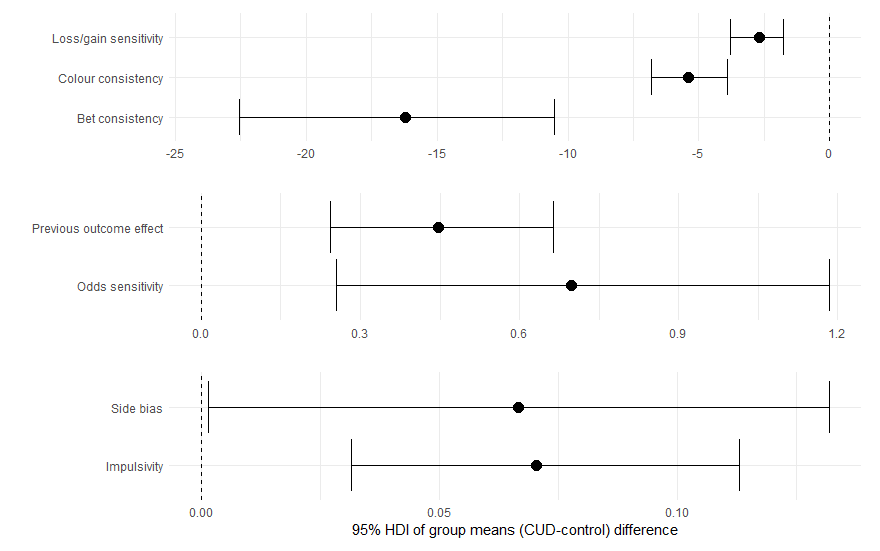 Loss/gain sensitivity
Colour consistency
Bet consistency
-25 -20 -15 -10 -5 0
Previous outcome effect
Odds sensitivity
0.0 0.3 0.6 0.9 1.2
Side bias
Impulsivity
0.00 0.05 0.10
95% HDI of group means (CUD-control) difference